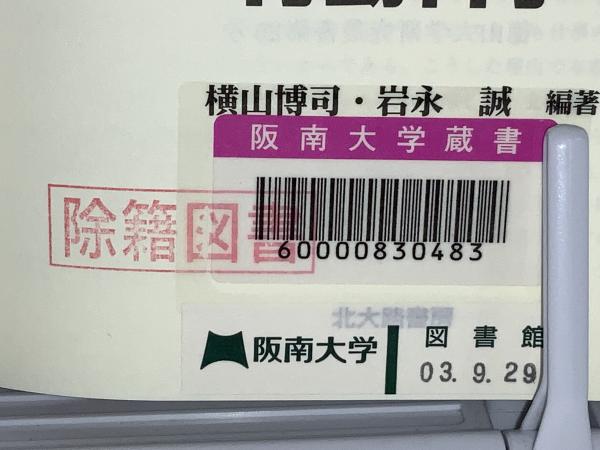 横山博司・岩永 誠 編著
阪南大学蔵書
60000830483
除籍図書
北大路書房
阪南大学
図書館
03.9.29